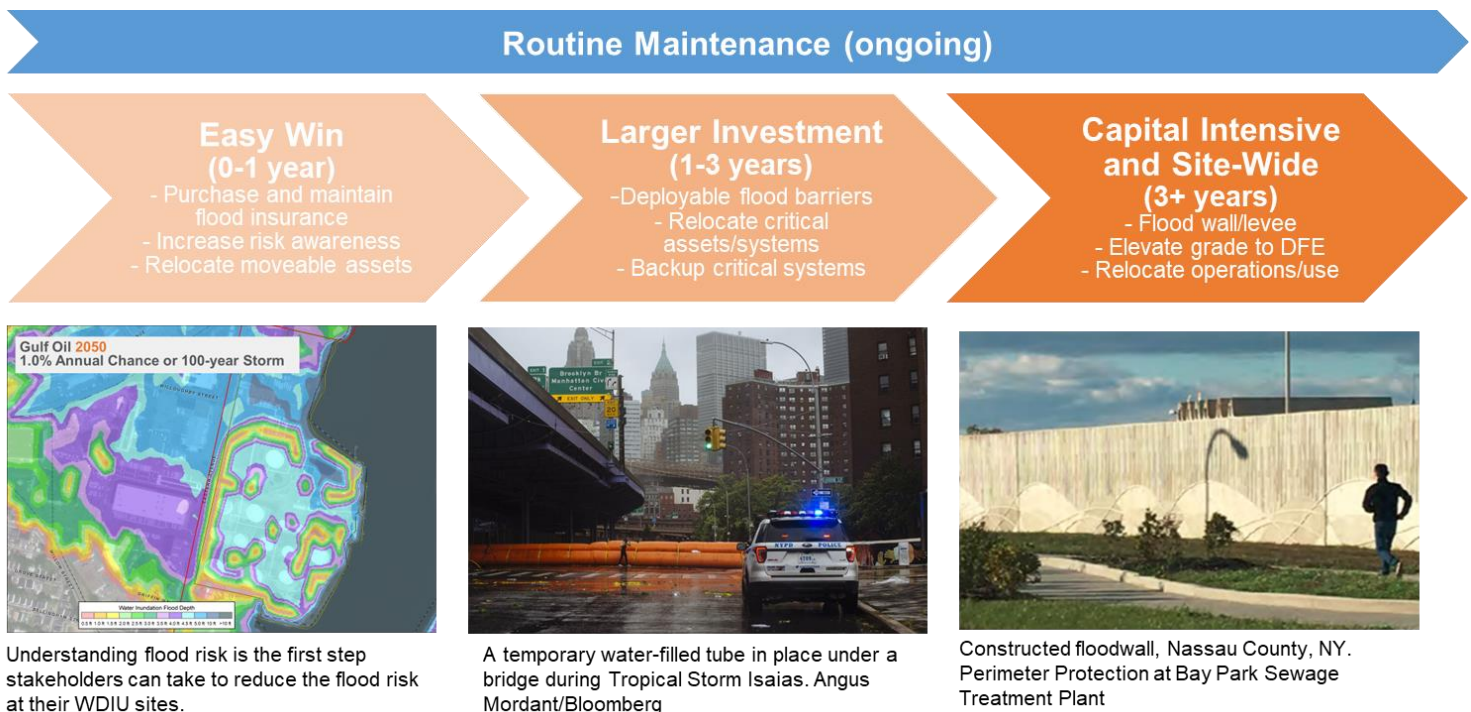 Routine Maintenance (ongoing)
Easy Win
(0-1 year)
- Purchase and maintain
flood insurance
- Increase risk awareness
- Relocate moveable assets
Larger Investment
(1-3 years)
-Deployable flood barriers
- Relocate critical
assets/systems
- Backup critical systems
Capital Intensive
and Site-Wide
(3+ years)
- Flood wall/levee
- Elevate grade to DFE
- Relocate operations/use
Gulf Oil 2050
1.0% Annual Chance or 100-year Storm
WILLOUGHBY STREET
Water Inundation Flood Depth
Brooklyn Br
Manhattan Civic
Center
EXIT ONLY
20
NYPD POLICE
Understanding flood risk is the first step
stakeholders can take to reduce the flood risk
at their WDIU sites.
A temporary water-filled tube in place under a
bridge during Tropical Storm Isaias. Angus
Mordant/Bloomberg
Constructed floodwall, Nassau County, NY.
Perimeter Protection at Bay Park Sewage
Treatment Plant